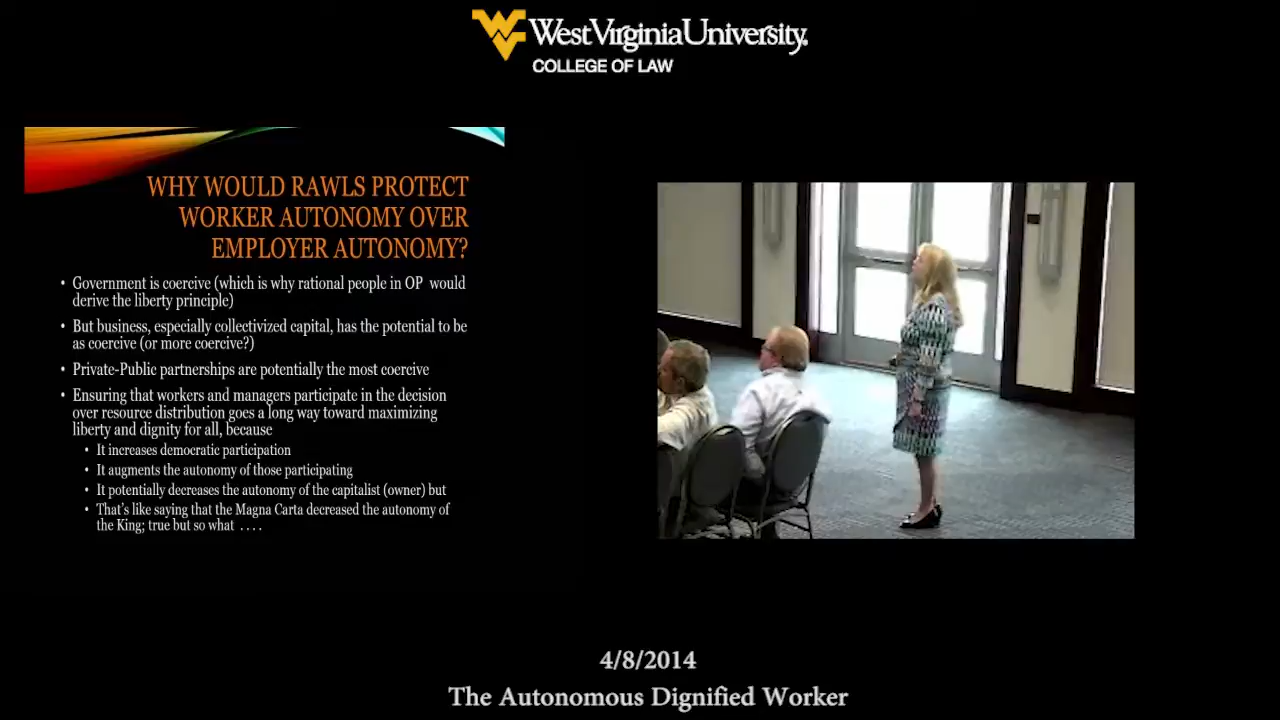 West Virginia University.
COLLEGE OF LAW
WHY WOULD RAWLS PROTECT
WORKER AUTONOMY OVER
EMPLOYER AUTONOMY?
• Government is coercive (which is why rational people in OP would
derive the liberty principle)
• But business, especially collectivized capital, has the potential to be
as coercive (or more coercive?)
• Private-Public partnerships are potentially the most coercive
• Ensuring that workers and managers participate in the decision
over resource distribution goes a long way toward maximizing
liberty and dignity for all, because
• It increases democratic participation
• It augments the autonomy of those participating
• It potentially decreases the autonomy of the capitalist (owner) but
• That's like saying that the Magna Carta decreased the autonomy of
the King; true but so what . . . .
4/8/2014
The Autonomous Dignified Worker